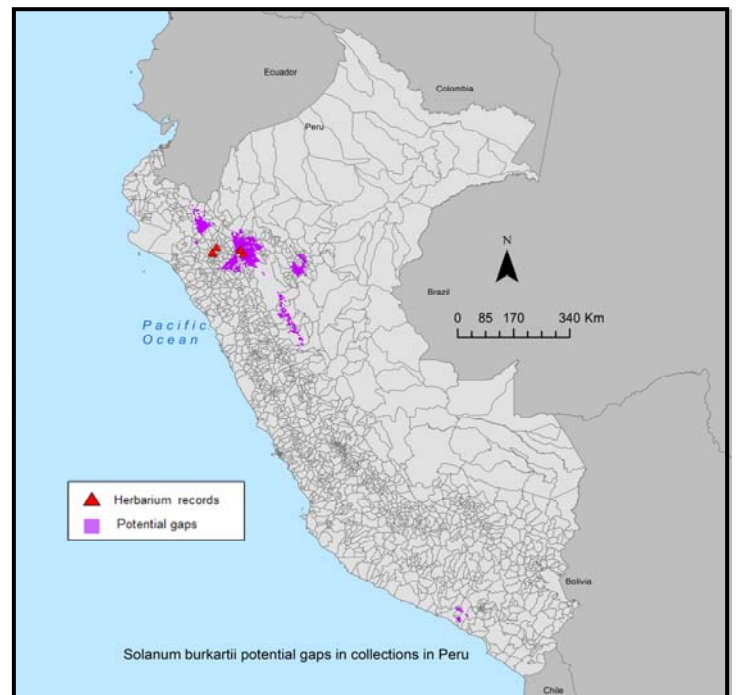 Ecuador
Colombia
Peru
N
Brazil
0 85 170 340 Km
Pacific
Ocean
Herbarium records
Potential gaps
Bolivia
Solanum burkartii potential gaps in collections in Peru
Chile